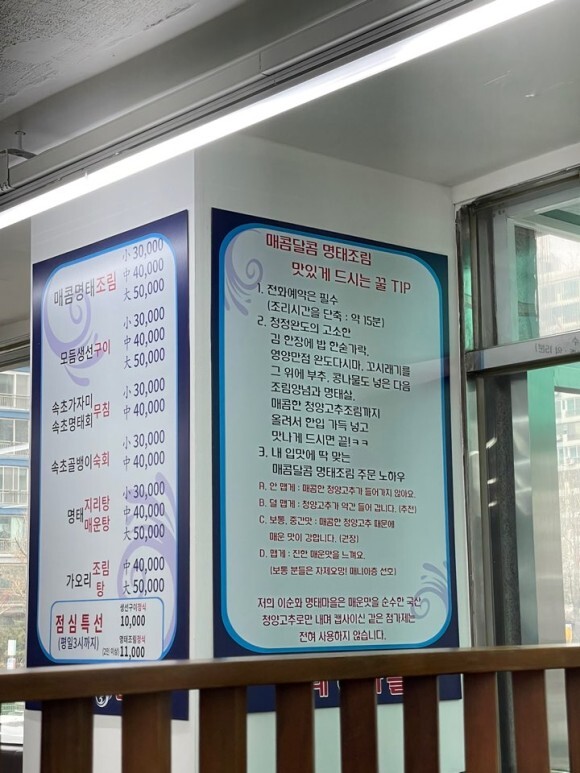 매콤명태조림
小 30,000
中 40,000
大 50,000
모듬생선구이
小 30,000
中 40,000
大 50,000
속초가자미
속초명태회 무침
小 30,000
中 40,000
속초골뱅이숙회
小 30,000
中 40,000
명태 지리탕
매운탕
小 30,000
中 40,000
大 50,000
가오리 조림
탕
中 40,000
大 50,000
점심특선
(평일3시까지)
생선구이정식
10,000
명태조림정식
(2인 이상) 11,000
매콤달콤 명태조림
맛있게 드시는 꿀 TIP
1. 전화예약은 필수
(조리시간을 단축 : 약 15분)
2. 청정완도의 고소한
김 한장에 밥 한숟가락,
영양만점 완도다시마, 꼬시래기를
그 위에 부추, 콩나물도 넣은 다음
조림양념과 명태살,
매콤한 청양고추조림까지
올려서 한입 가득 넣고
맛나게 드시면 끝!ㅋㅋ
3. 내 입맛에 딱 맞는
매콤달콤 명태조림 주문 노하우
A. 안 맵게 : 매콤한 청양고추가 들어가지 않아요.
B. 덜 맵게 : 청양고추가 약간 들어 갑니다. (추천)
C. 보통, 중간맛 : 매콤한 청양고추 때문에
매운 맛이 강합니다. (긴장)
D. 맵게 : 진한 매운맛을 느껴요.
(보통 분들은 자제요망! 매니아층 선호)
저희 이순화 명태마을은 매운맛을 순수한 국산
청양고추로만 내며 캡사이신 같은 첨가제는
전혀 사용하지 않습니다.